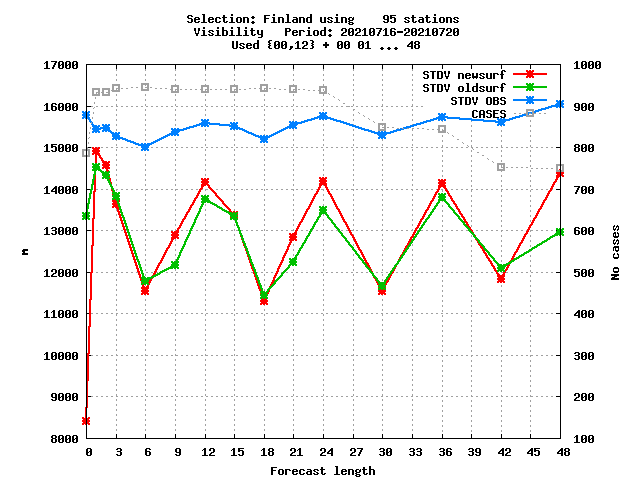 Selection: Finland using    95 stations
Visibility   Period: 20210716-20210720
Used {00,12} + 00 01 ... 48
17000
16000
15000
14000
13000
12000
11000
10000
9000
8000
m
STDV newsurf
STDV oldsurf
STDV OBS
CASES
1000
900
800
700
600
500
400
300
200
100
No cases
0 3 6 9 12 15 18 21 24 27 30 33 36 39 42 45 48
Forecast length